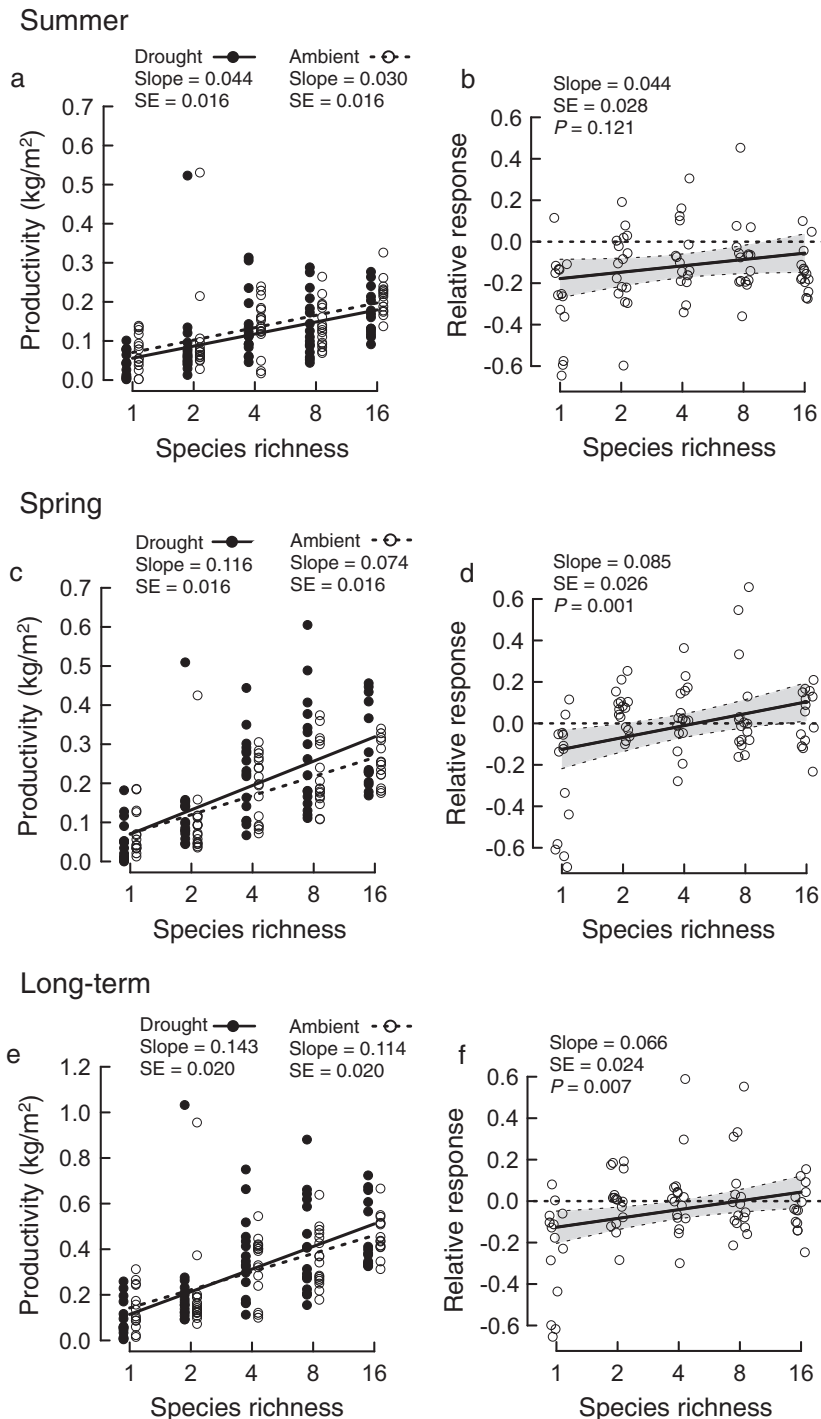 Summer
a
Drought
Slope = 0.044
SE = 0.016
Ambient
Slope = 0.030
SE = 0.016
Productivity (kg/m²)
0.7
0.6
0.5
0.4
0.3
0.2
0.1
0.0
1 2 4 8 16
Species richness
b
Slope = 0.044
SE = 0.028
P = 0.121
Relative response
0.6
0.4
0.2
0.0
-0.2
-0.4
-0.6
1 2 4 8 16
Species richness
Spring
c
Drought
Slope = 0.116
SE = 0.016
Ambient
Slope = 0.074
SE = 0.016
Productivity (kg/m²)
0.7
0.6
0.5
0.4
0.3
0.2
0.1
0.0
1 2 4 8 16
Species richness
d
Slope = 0.085
SE = 0.026
P = 0.001
Relative response
0.6
0.4
0.2
0.0
-0.2
-0.4
-0.6
1 2 4 8 16
Species richness
Long-term
e
Drought
Slope = 0.143
SE = 0.020
Ambient
Slope = 0.114
SE = 0.020
Productivity (kg/m²)
1.2
1.0
0.8
0.6
0.4
0.2
0.0
1 2 4 8 16
Species richness
f
Slope = 0.066
SE = 0.024
P = 0.007
Relative response
0.6
0.4
0.2
0.0
-0.2
-0.4
-0.6
1 2 4 8 16
Species richness